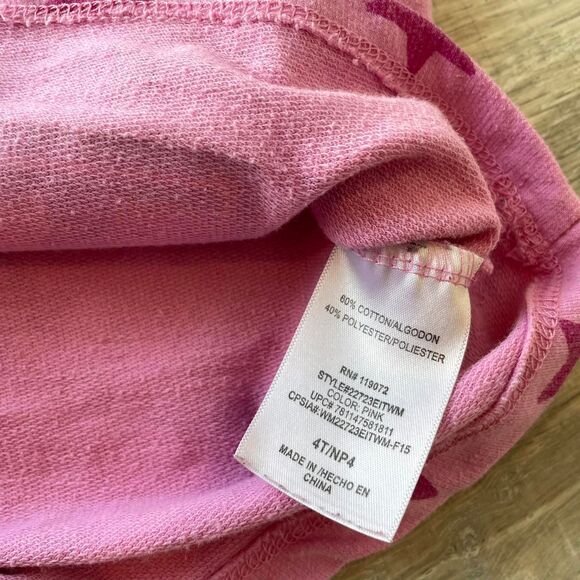 60% COTTON/ALGODON
40% POLYESTER/POLIESTER
RN# 119072
STYLE#22723EITWM
COLOR: PINK
UPC# 781147581811
CPSIA#:WM22723EITWM-F15
4T/NP4
MADE IN /HECHO EN
CHINA